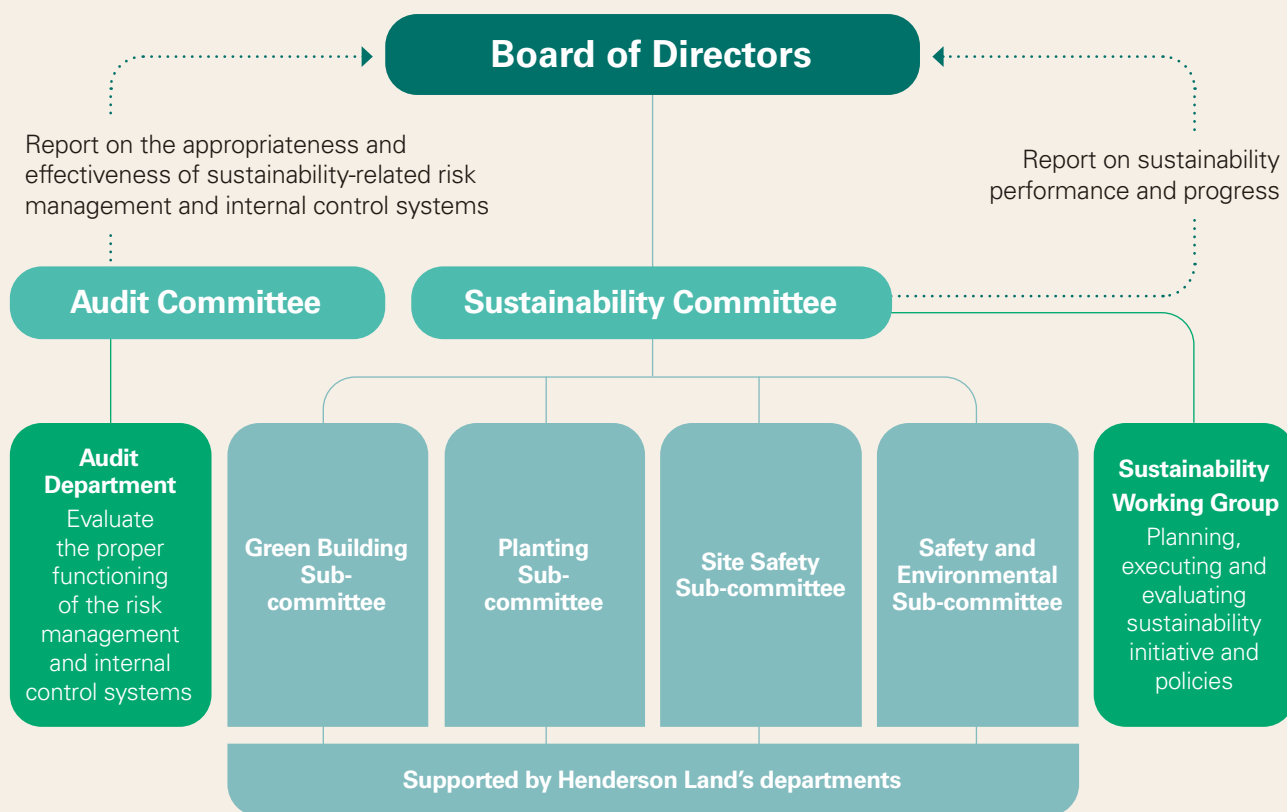 Board of Directors
Report on the appropriateness and
effectiveness of sustainability-related risk
management and internal control systems
Report on sustainability
performance and progress
Audit Committee
Sustainability Committee
Audit
Department
Evaluate
the proper
functioning
of the risk
management
and internal
control systems
Green Building
Sub-
committee
Planting
Sub-
committee
Site Safety
Sub-committee
Safety and
Environmental
Sub-committee
Sustainability
Working Group
Planning,
executing and
evaluating
sustainability
initiative and
policies
Supported by Henderson Land's departments